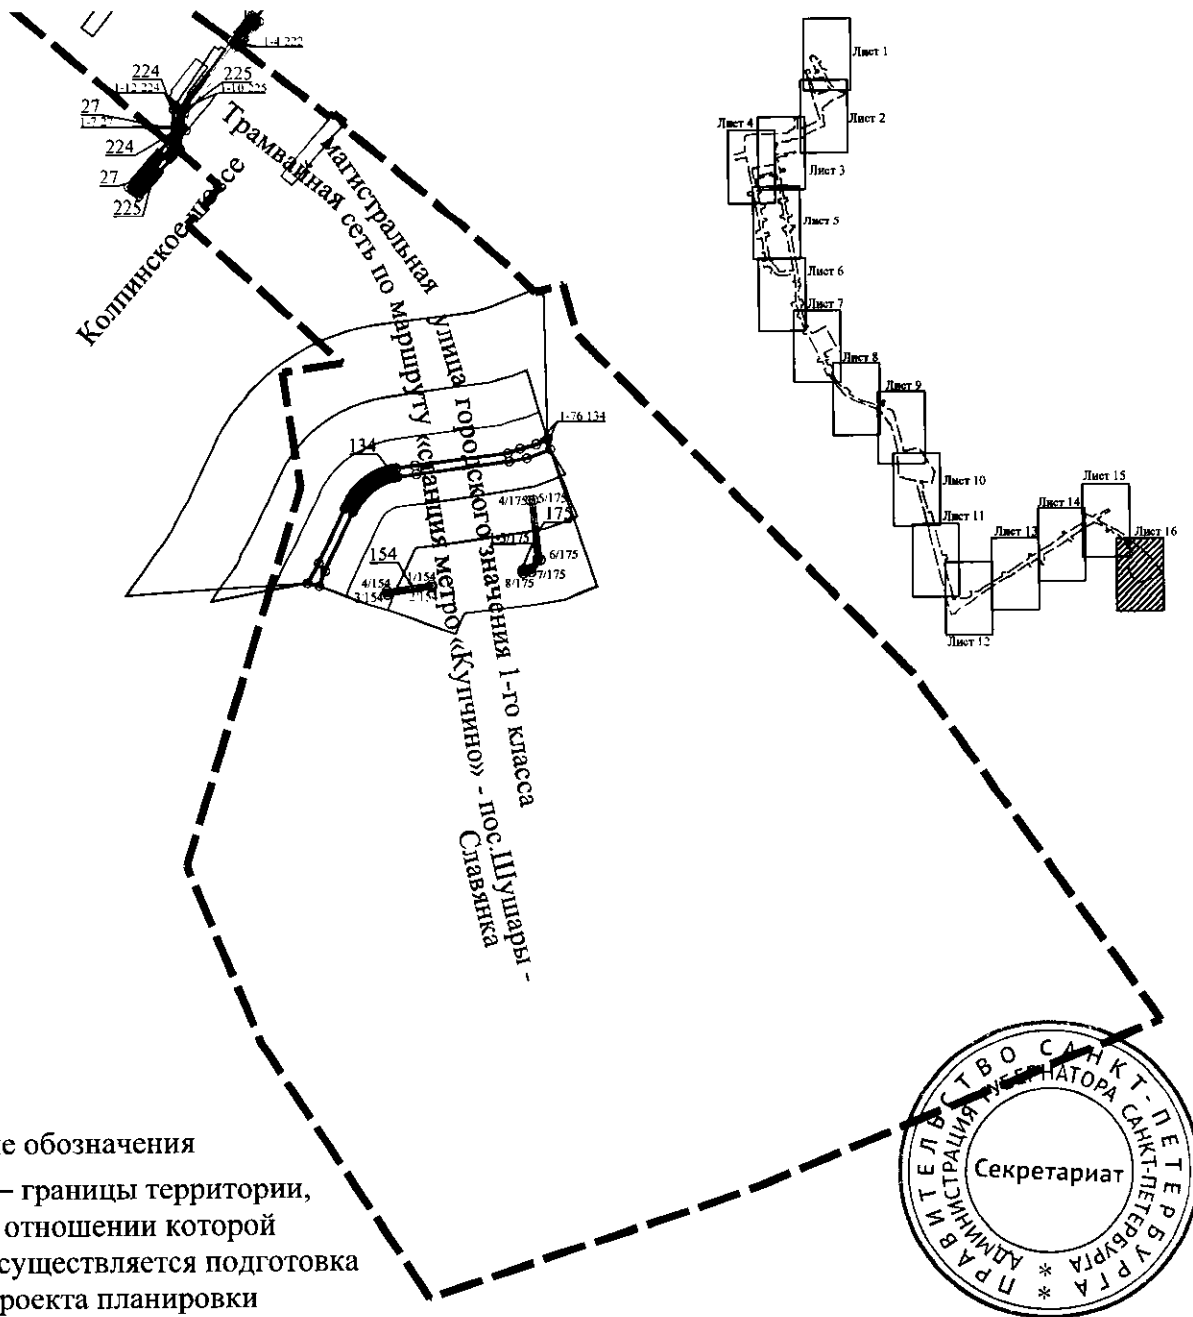 1-4 222
224
1-12 224
225
1-10 225
27
224
27
225
Колпинское шоссе
Трамвайная сеть по маршруту «станция метро «Купчино» - пос.Шушары -
Славянка
магистральная улица городского значения 1-го класса
1-76 134
134
4/175
5/175
175
6/175
7/175
8/175
154
4/154
1/154
3/154
Лист 1
Лист 2
Лист 3
Лист 4
Лист 5
Лист 6
Лист 7
Лист 8
Лист 9
Лист 10
Лист 11
Лист 12
Лист 13
Лист 14
Лист 15
Лист 16
е обозначения
– границы территории,
отношении которой
существляется подготовка
роекта планировки
ПРАВИТЕЛЬСТВО САНКТ-ПЕТЕРБУРГА
АДМИНИСТРАЦИЯ ГУБЕРНАТОРА САНКТ-ПЕТЕРБУРГА
Секретариат